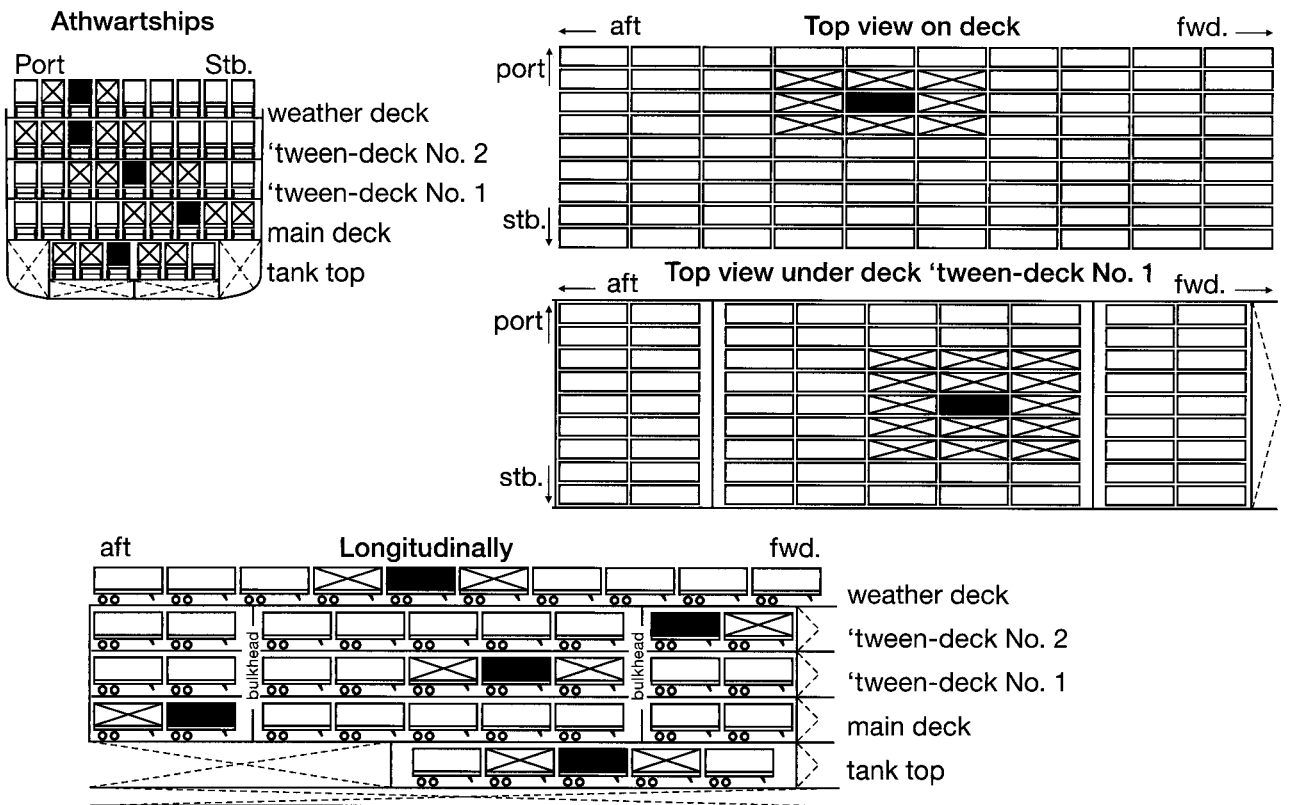 Athwartships
Port Stb.
weather deck
'tween-deck No. 2
'tween-deck No. 1
main deck
tank top
← aft Top view on deck fwd. →
port
stb.
Top view under deck 'tween-deck No. 1
← aft fwd. →
port
stb.
aft Longitudinally fwd.
bulkhead
bulkhead
weather deck
'tween-deck No. 2
'tween-deck No. 1
main deck
tank top